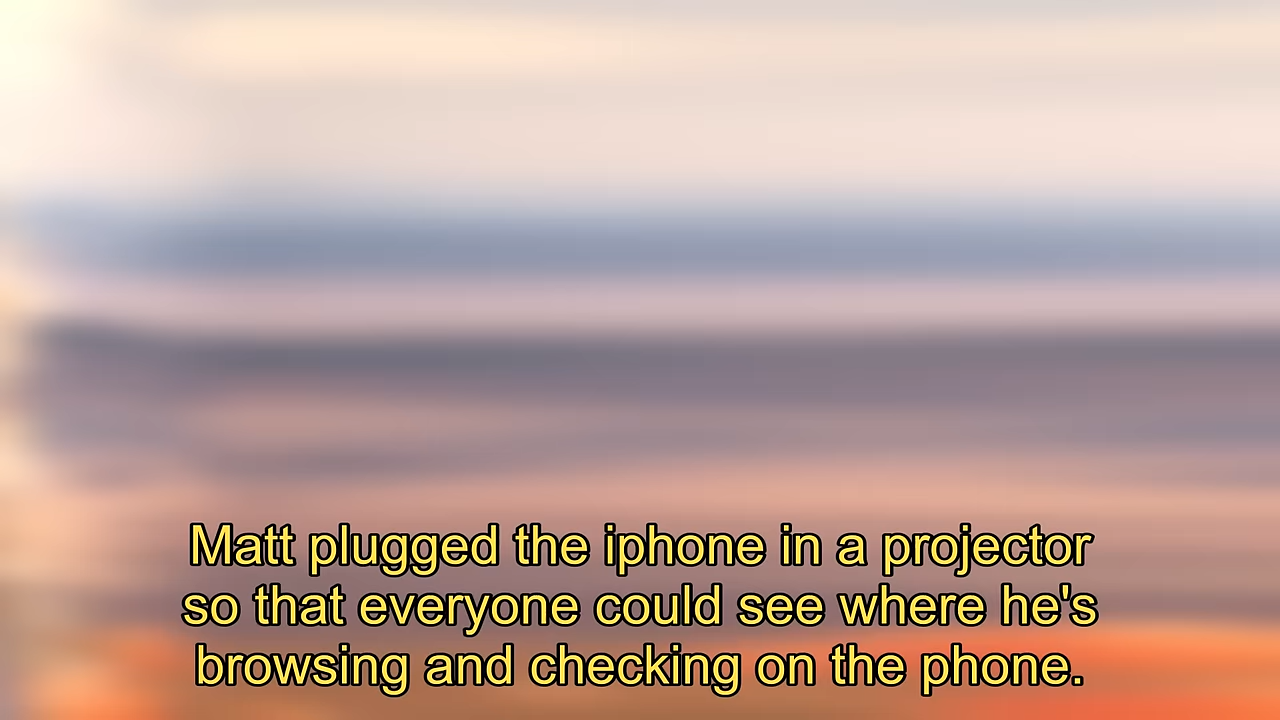 Matt plugged the iphone in a projector
so that everyone could see where he's
browsing and checking on the phone.